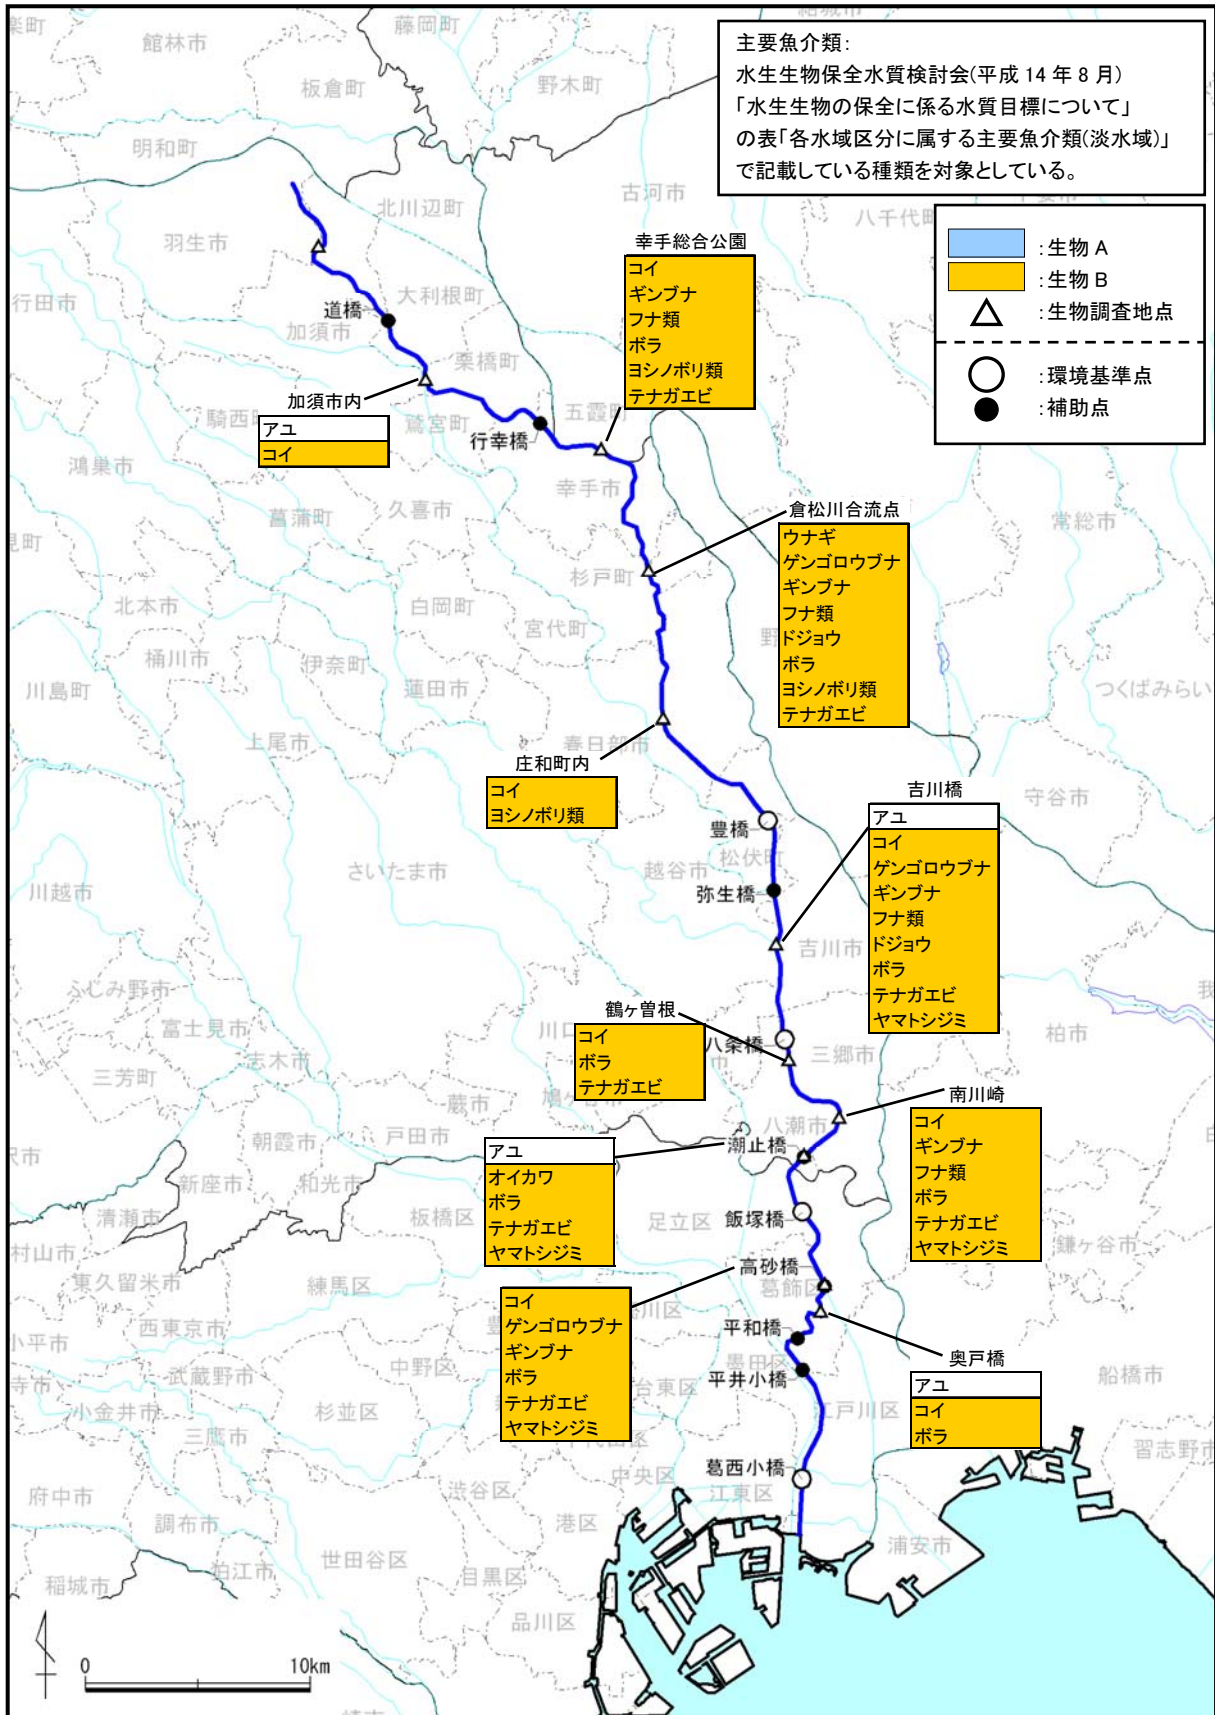 主要魚介類:
水生生物保全水質検討会(平成 14 年 8 月)
「水生生物の保全に係る水質目標について」
の表「各水域区分に属する主要魚介類(淡水域)」
で記載している種類を対象としている。
:生物 A
:生物 B
:生物調査地点
:環境基準点
:補助点
館林市
藤岡町
野木町
板倉町
明和町
古河市
北川辺町
羽生市
幸手総合公園
コイ
ギンブナ
フナ類
ボラ
ヨシノボリ類
テナガエビ
行田市
大利根町
道橋
加須市
栗橋町
加須市内
アユ
コイ
鷲宮町
五霞町
行幸橋
鴻巣市
幸手市
久喜市
菖蒲町
倉松川合流点
ウナギ
ゲンゴロウブナ
ギンブナ
フナ類
ドジョウ
ボラ
ヨシノボリ類
テナガエビ
常総市
杉戸町
北本市
白岡町
宮代町
桶川市
伊奈町
蓮田市
川島町
つくばみらい
上尾市
春日部市
庄和町内
コイ
ヨシノボリ類
吉川橋
アユ
コイ
ゲンゴロウブナ
ギンブナ
フナ類
ドジョウ
ボラ
テナガエビ
ヤマトシジミ
守谷市
豊橋
松伏町
さいたま市
越谷市
川越市
弥生橋
吉川市
ふじみ野市
富士見市
鶴ヶ曽根
コイ
ボラ
テナガエビ
八条橋
三郷市
柏市
志木市
三芳町
蕨市
南川崎
コイ
ギンブナ
フナ類
ボラ
テナガエビ
ヤマトシジミ
八潮市
朝霞市
戸田市
潮止橋
アユ
オイカワ
ボラ
テナガエビ
ヤマトシジミ
新座市
和光市
清瀬市
板橋区
足立区
飯塚橋
鎌ヶ谷市
東久留米市
練馬区
高砂橋
コイ
ゲンゴロウブナ
ギンブナ
ボラ
テナガエビ
ヤマトシジミ
葛飾区
西東京市
平和橋
奥戸橋
アユ
コイ
ボラ
武蔵野市
中野区
墨田区
台東区
平井小橋
船橋市
小金井市
杉並区
江戸川区
三鷹市
習志野市
葛西小橋
中央区
江東区
府中市
渋谷区
港区
調布市
浦安市
世田谷区
狛江市
目黒区
稲城市
品川区
0 10km